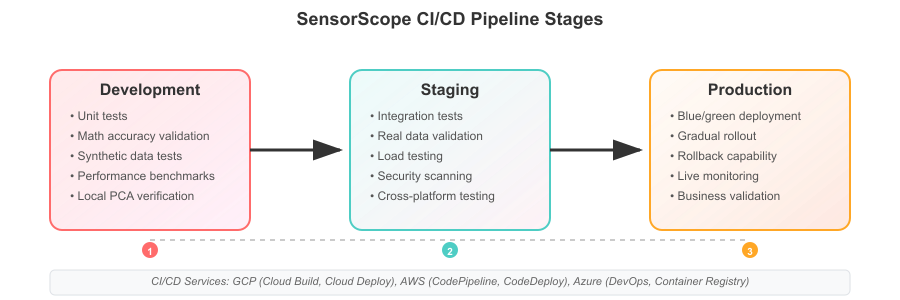 SensorScope CI/CD Pipeline Stages
Development
• Unit tests
• Math accuracy validation
• Synthetic data tests
• Performance benchmarks
• Local PCA verification
Staging
• Integration tests
• Real data validation
• Load testing
• Security scanning
• Cross-platform testing
Production
• Blue/green deployment
• Gradual rollout
• Rollback capability
• Live monitoring
• Business validation
1
2
3
CI/CD Services: GCP (Cloud Build, Cloud Deploy), AWS (CodePipeline, CodeDeploy), Azure (DevOps, Container Registry)